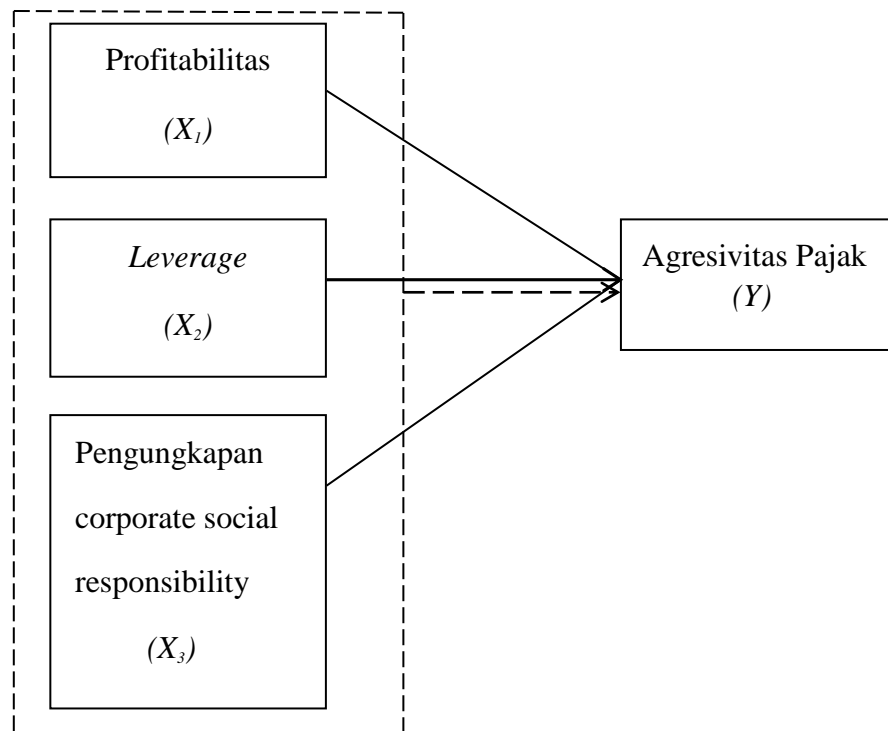 Profitabilitas
(X₁)
Leverage
(X₂)
Pengungkapan
corporate social
responsibility
(X₃)
Agresivitas Pajak
(Y)